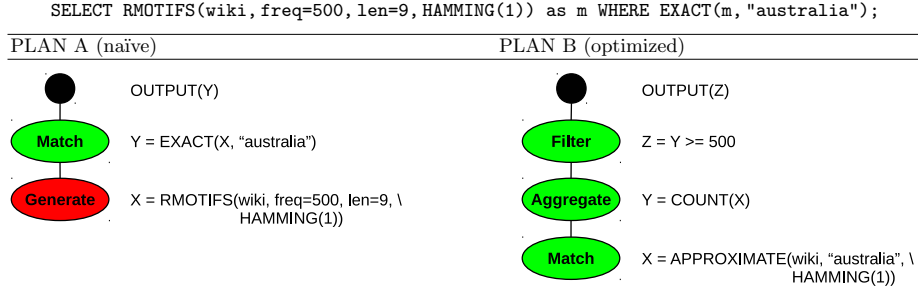 SELECT RMOTIFS(wiki,freq=500,len=9,HAMMING(1)) as m WHERE EXACT(m,"australia");
PLAN A (naïve)
OUTPUT(Y)
Match
Y = EXACT(X, “australia”)
Generate
X = RMOTIFS(wiki, freq=500, len=9, \
HAMMING(1))
PLAN B (optimized)
OUTPUT(Z)
Filter
Z = Y >= 500
Aggregate
Y = COUNT(X)
Match
X = APPROXIMATE(wiki, “australia”, \
HAMMING(1))